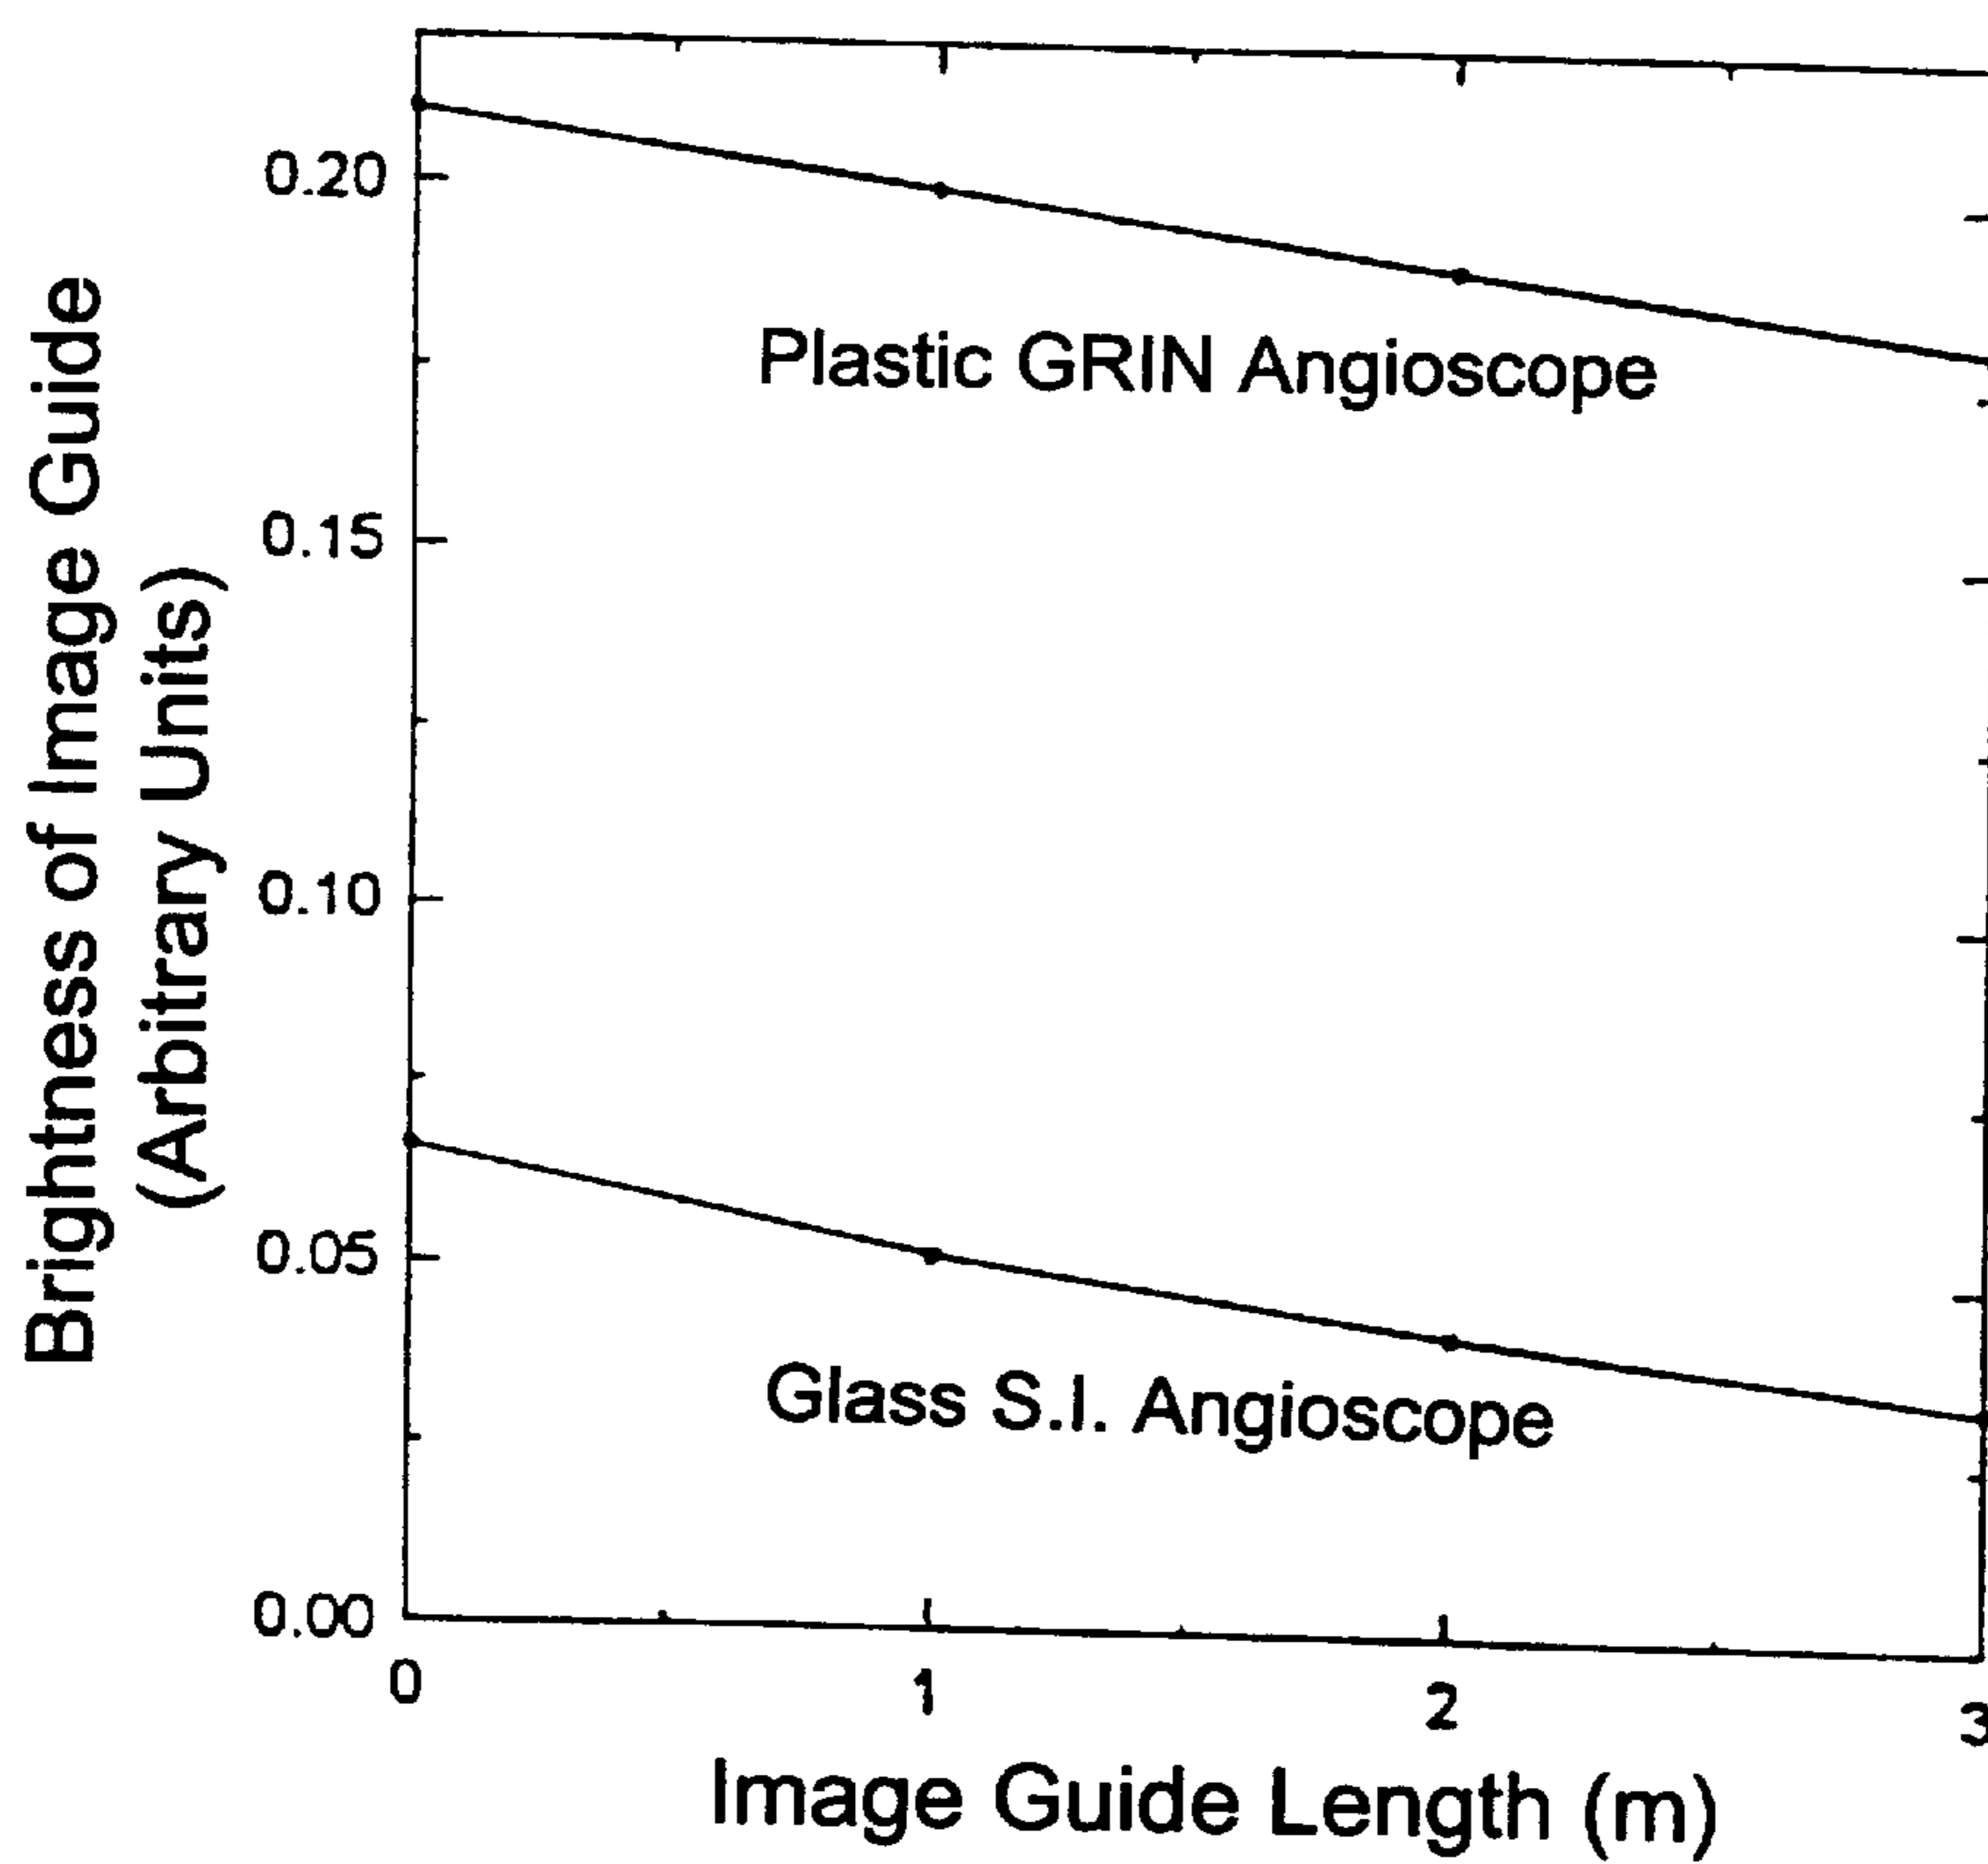 Brightness of Image Guide
(Arbitrary Units)
0.20
0.15
0.10
0.05
0.00
Plastic GRIN Angioscope
Glass S.I. Angioscope
0 1 2 3
Image Guide Length (m)